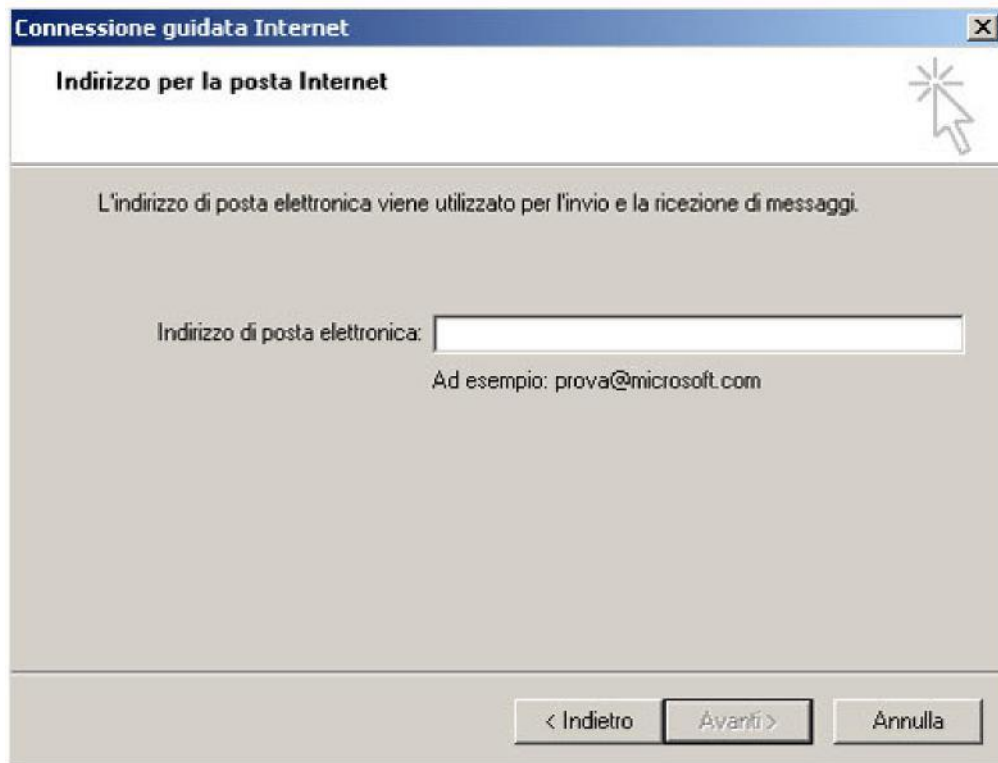 Connessione guidata Internet
Indirizzo per la posta Internet
L'indirizzo di posta elettronica viene utilizzato per l'invio e la ricezione di messaggi.
Indirizzo di posta elettronica:
Ad esempio: prova@microsoft.com
< Indietro Avanti > Annulla